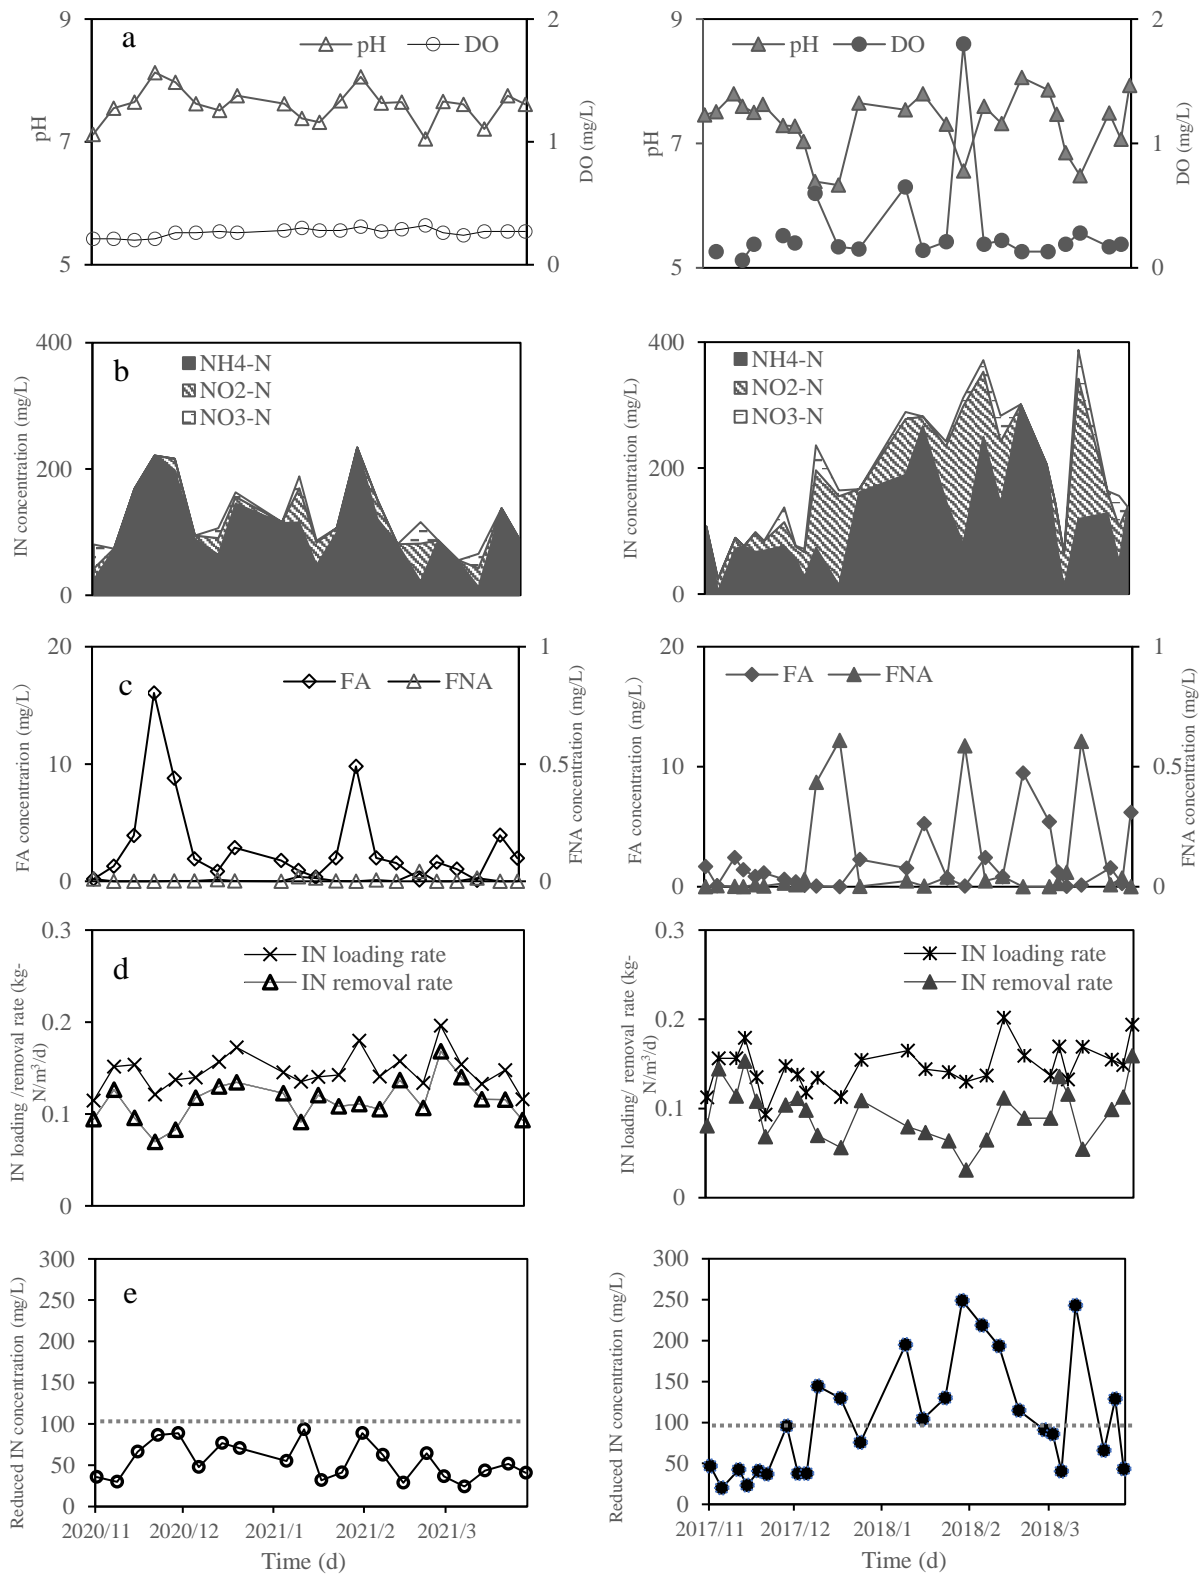 a
pH
DO
9
7
5
pH
2
1
0
DO (mg/L)
pH
DO
9
7
5
pH
2
1
0
DO (mg/L)
b
NH4-N
NO2-N
NO3-N
400
200
0
IN concentration (mg/L)
NH4-N
NO2-N
NO3-N
400
200
0
IN concentration (mg/L)
c
FA
FNA
20
10
0
FA concentrarion (mg/L)
1
0.5
0
FNA concentration (mg/L)
FA
FNA
20
10
0
FA concentration (mg/L)
1
0.5
0
FNA concentration (mg/L)
d
IN loading rate
IN removal rate
0.3
0.2
0.1
0
IN loading /removal rate (kg-
N/m³/d)
IN loading rate
IN removal rate
0.3
0.2
0.1
0
IN loading/ removal rate (kg-
N/m³/d)
e
300
250
200
150
100
50
0
Reduced IN concentration (mg/L)
2020/11 2020/12 2021/1 2021/2 2021/3
Time (d)
300
250
200
150
100
50
0
Reduced IN concentration (mg/L)
2017/11 2017/12 2018/1 2018/2 2018/3
Time (d)